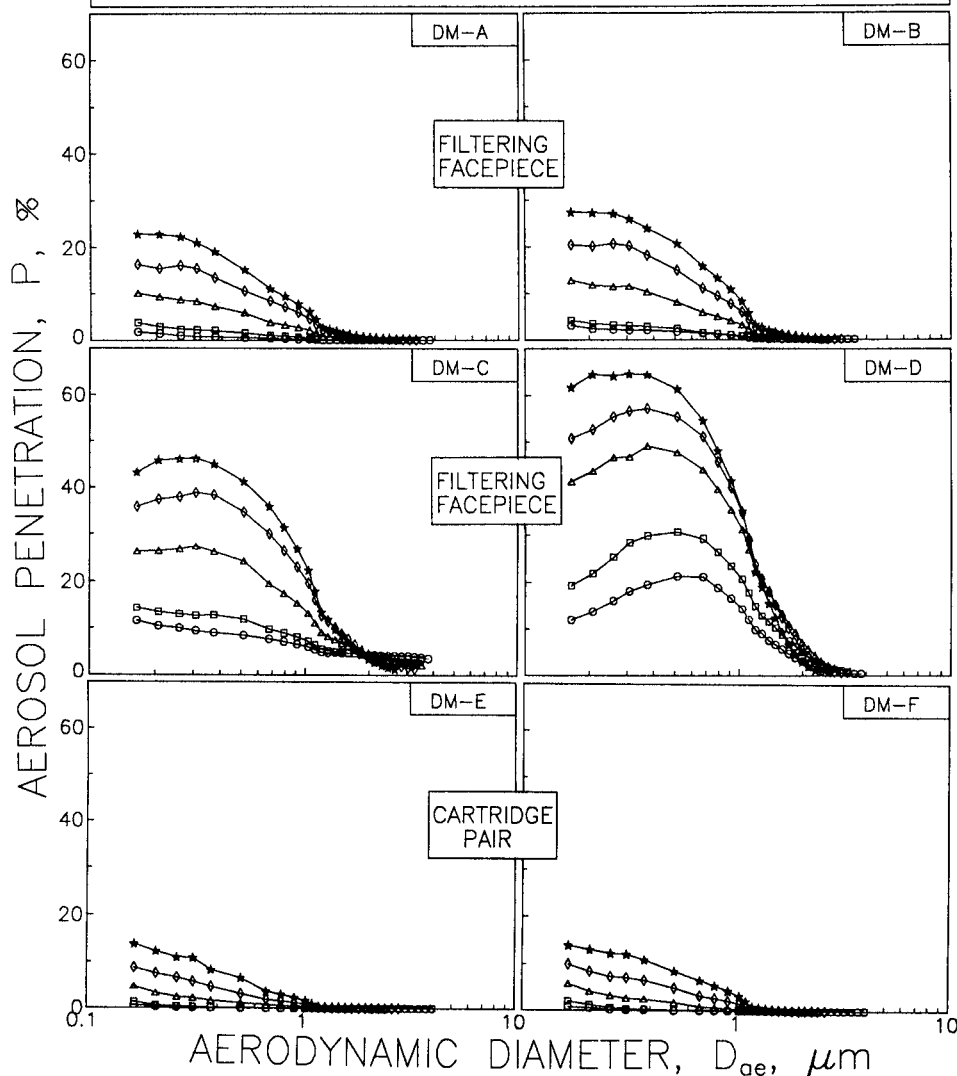 DM-A
DM-B
60
40
20
0
FILTERING
FACEPIECE
DM-C
DM-D
60
40
20
0
FILTERING
FACEPIECE
DM-E
DM-F
60
40
20
0
CARTRIDGE
PAIR
0.1
1
10
1
10
AEROSOL PENETRATION, P, %
AERODYNAMIC DIAMETER, Dae, μm